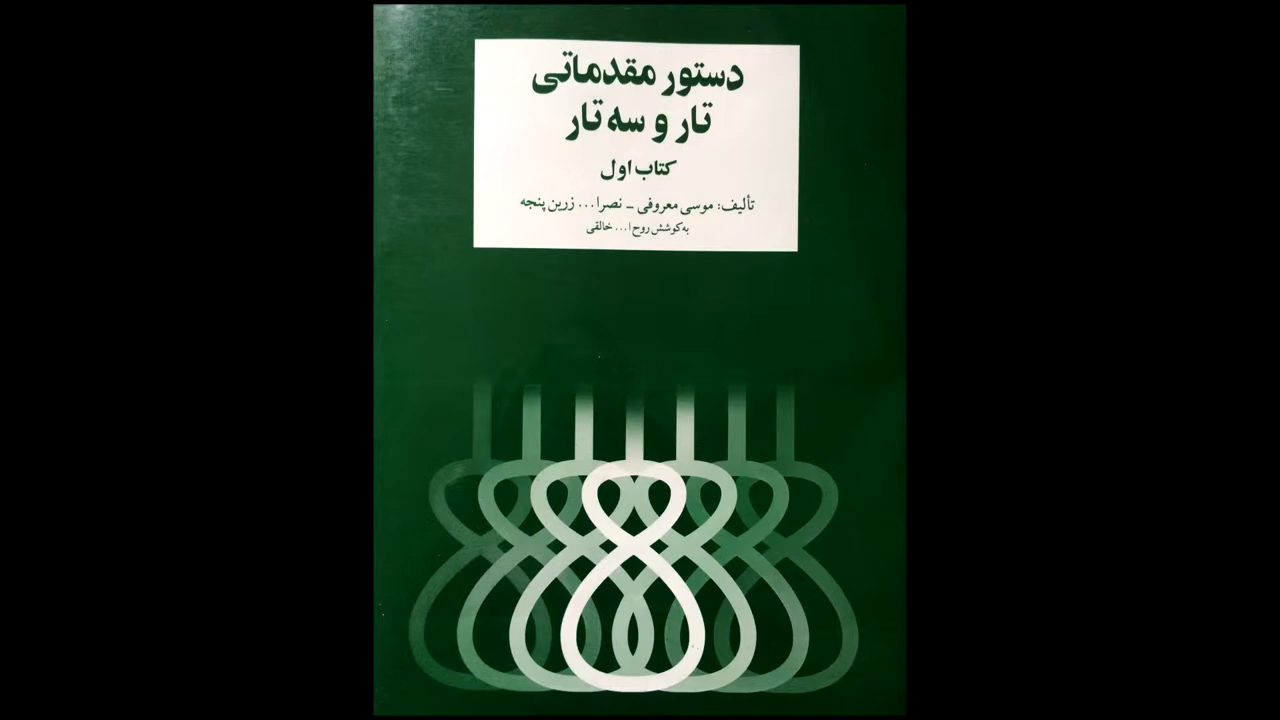 دستور مقدماتی
تار و سه تار
کتاب اول
تألیف: موسی معروفی ـ نصرا... زرین پنجه
به‌کوشش روح ا... خالقی